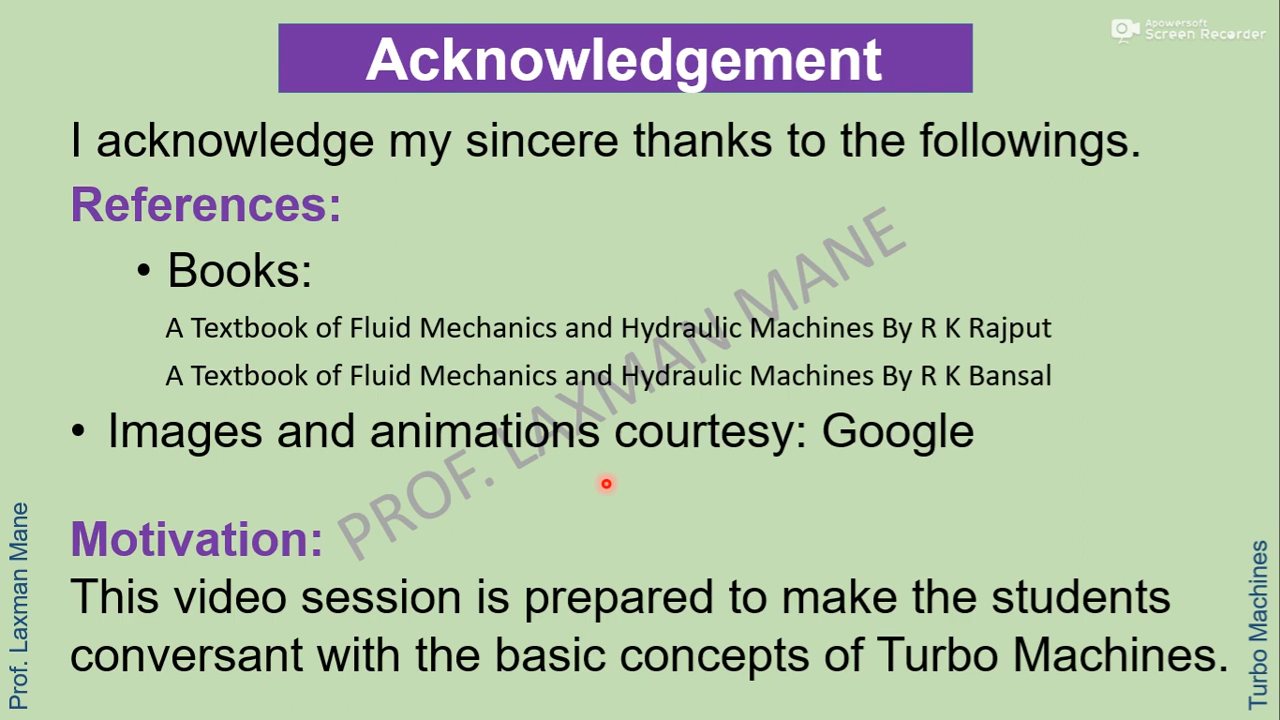 Apowersoft
Screen Recorder
Acknowledgement
I acknowledge my sincere thanks to the followings.
References:
• Books:
A Textbook of Fluid Mechanics and Hydraulic Machines By R K Rajput
A Textbook of Fluid Mechanics and Hydraulic Machines By R K Bansal
• Images and animations courtesy: Google
PROF. LAXMAN MANE
Motivation:
This video session is prepared to make the students
conversant with the basic concepts of Turbo Machines.
Prof. Laxman Mane
Turbo Machines